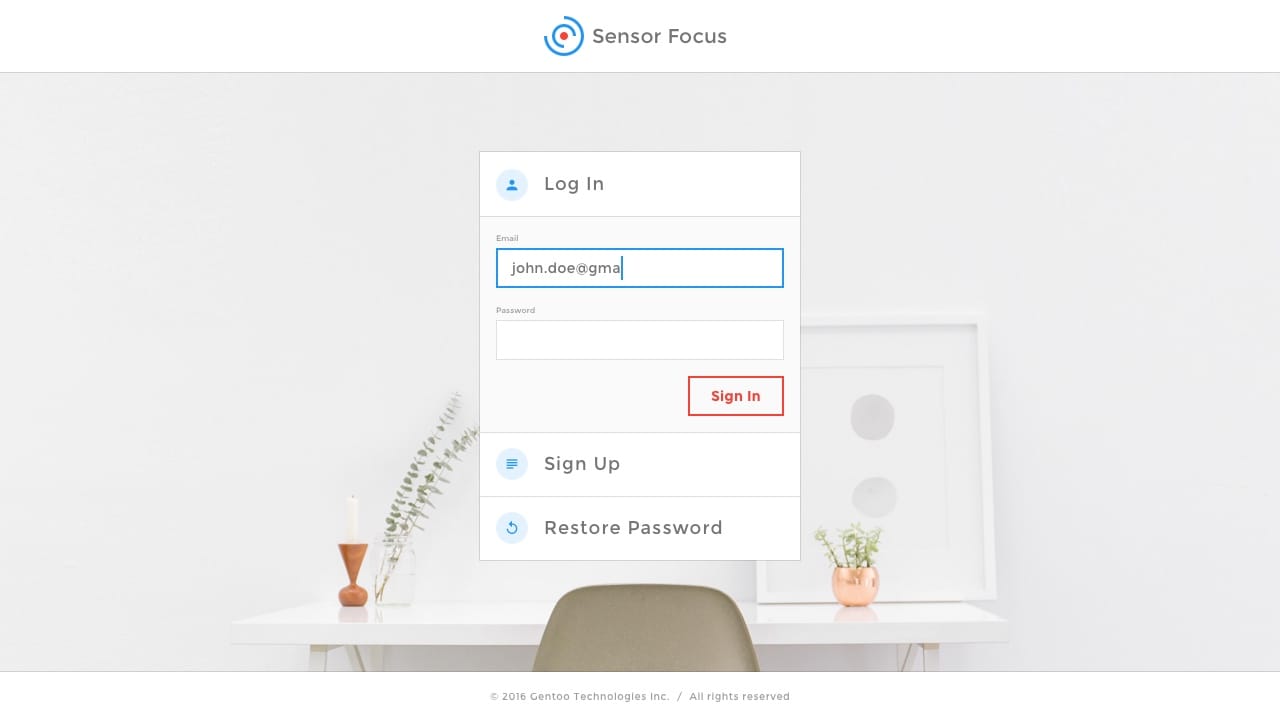 Sensor Focus
Log In
Email
john.doe@gma
Password
Sign In
Sign Up
Restore Password
© 2016 Gentoo Technologies Inc. / All rights reserved